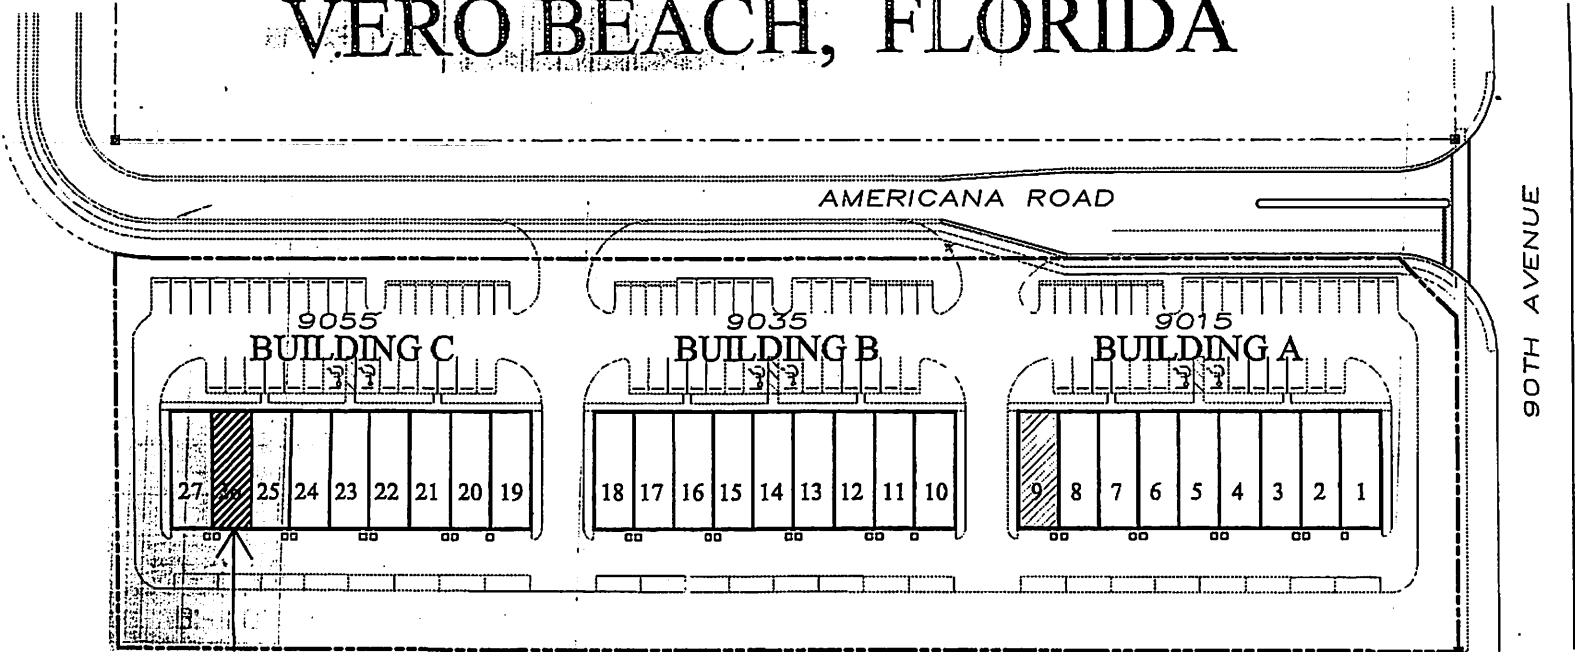 VERO BEACH, FLORIDA
AMERICANA ROAD
90TH AVENUE
9055
BUILDING C
9035
BUILDING B
9015
BUILDING A
27 26 25 24 23 22 21 20 19
18 17 16 15 14 13 12 11 10
9 8 7 6 5 4 3 2 1